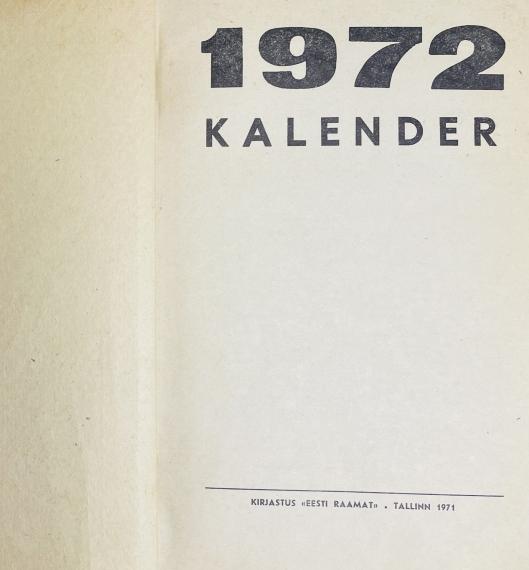 1972
KALENDER
KIRJASTUS «EESTI RAAMAT» . TALLINN 1971